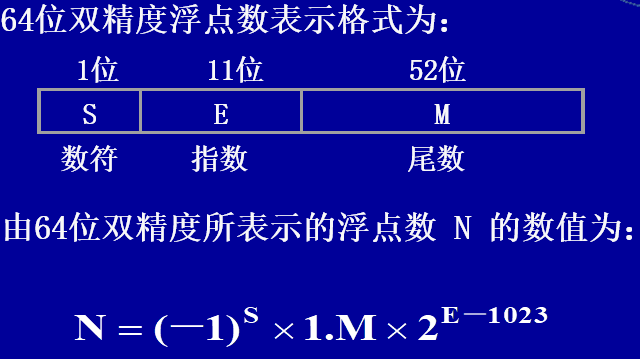 64位双精度浮点数表示格式为:
1位 11位 52位
S E M
数符 指数 尾数
由64位双精度所表示的浮点数 N 的数值为:
N = (−1)^S × 1.M × 2^E−1023